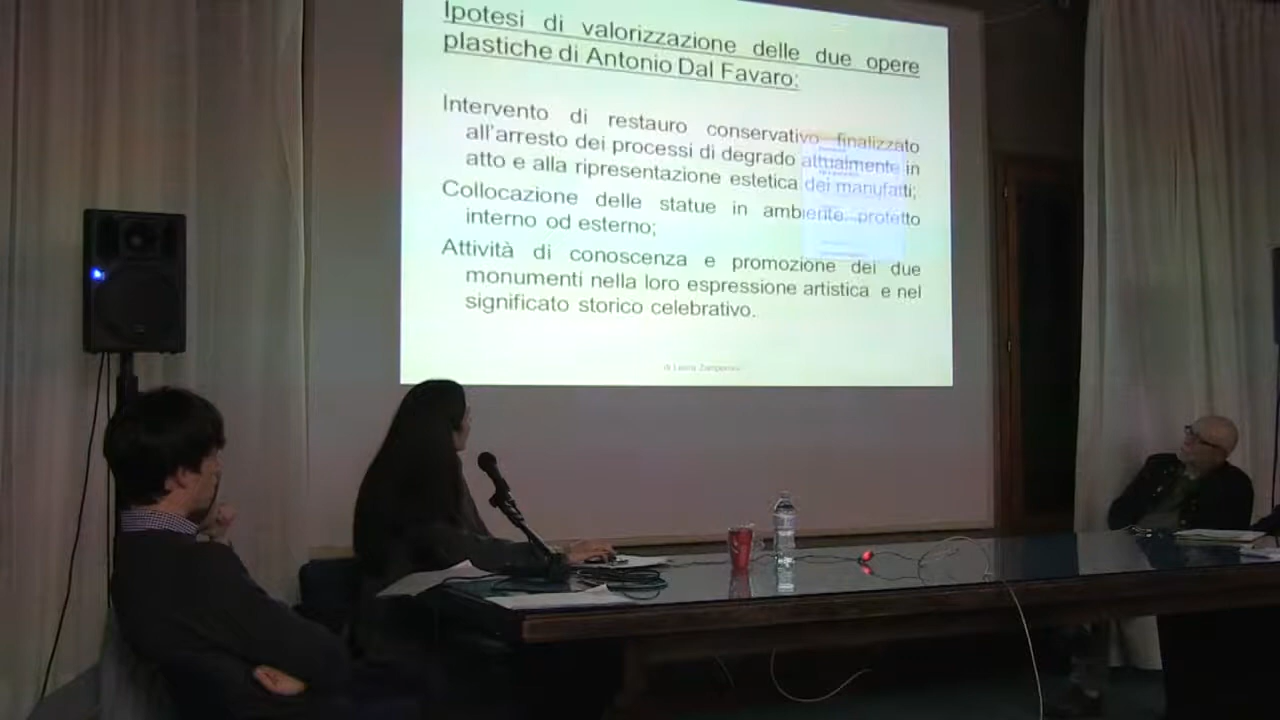 Ipotesi di valorizzazione delle due opere
plastiche di Antonio Dal Favaro:
Intervento di restauro conservativo finalizzato
all'arresto dei processi di degrado attualmente in
atto e alla ripresentazione estetica dei manufatti;
Collocazione delle statue in ambiente protetto
interno od esterno;
Attività di conoscenza e promozione dei due
monumenti nella loro espressione artistica e nel
significato storico celebrativo.